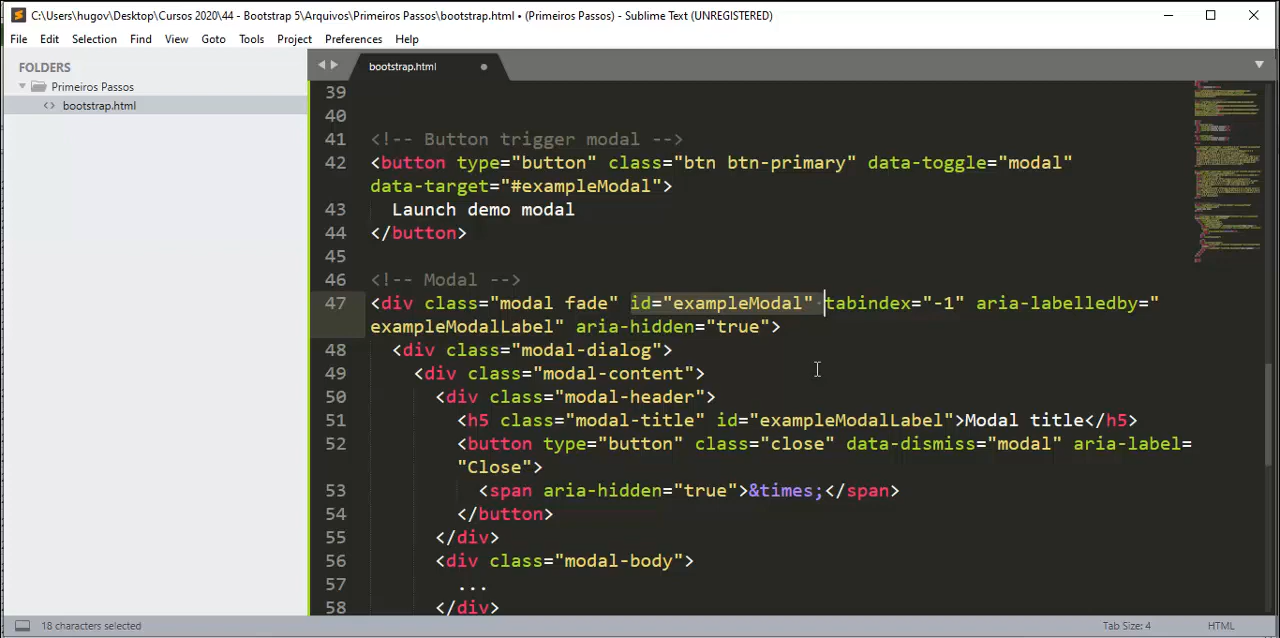 C:\Users\hugov\Desktop\Cursos 2020\44 - Bootstrap 5\Arquivos\Primeiros Passos\bootstrap.html • (Primeiros Passos) - Sublime Text (UNREGISTERED)
File Edit Selection Find View Goto Tools Project Preferences Help
FOLDERS
Primeiros Passos
<> bootstrap.html
bootstrap.html
39
40
41 <!-- Button trigger modal -->
42 <button type="button" class="btn btn-primary" data-toggle="modal"
data-target="#exampleModal">
43 Launch demo modal
44 </button>
45
46 <!-- Modal -->
47 <div class="modal fade" id="exampleModal" tabindex="-1" aria-labelledby="
exampleModalLabel" aria-hidden="true">
48 <div class="modal-dialog">
49 <div class="modal-content">
50 <div class="modal-header">
51 <h5 class="modal-title" id="exampleModalLabel">Modal title</h5>
52 <button type="button" class="close" data-dismiss="modal" aria-label=
"Close">
53 <span aria-hidden="true">&times;</span>
54 </button>
55 </div>
56 <div class="modal-body">
57 ...
58 </div>
18 characters selected
Tab Size: 4
HTML